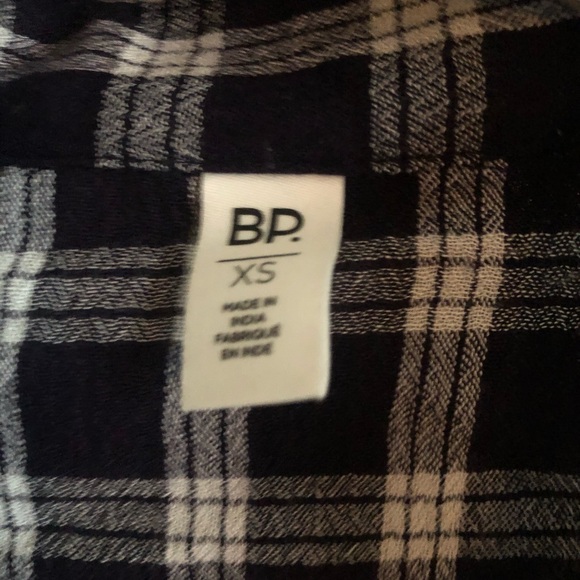 BP.
XS
MADE IN
INDIA
FABRIQUÉ
EN INDE